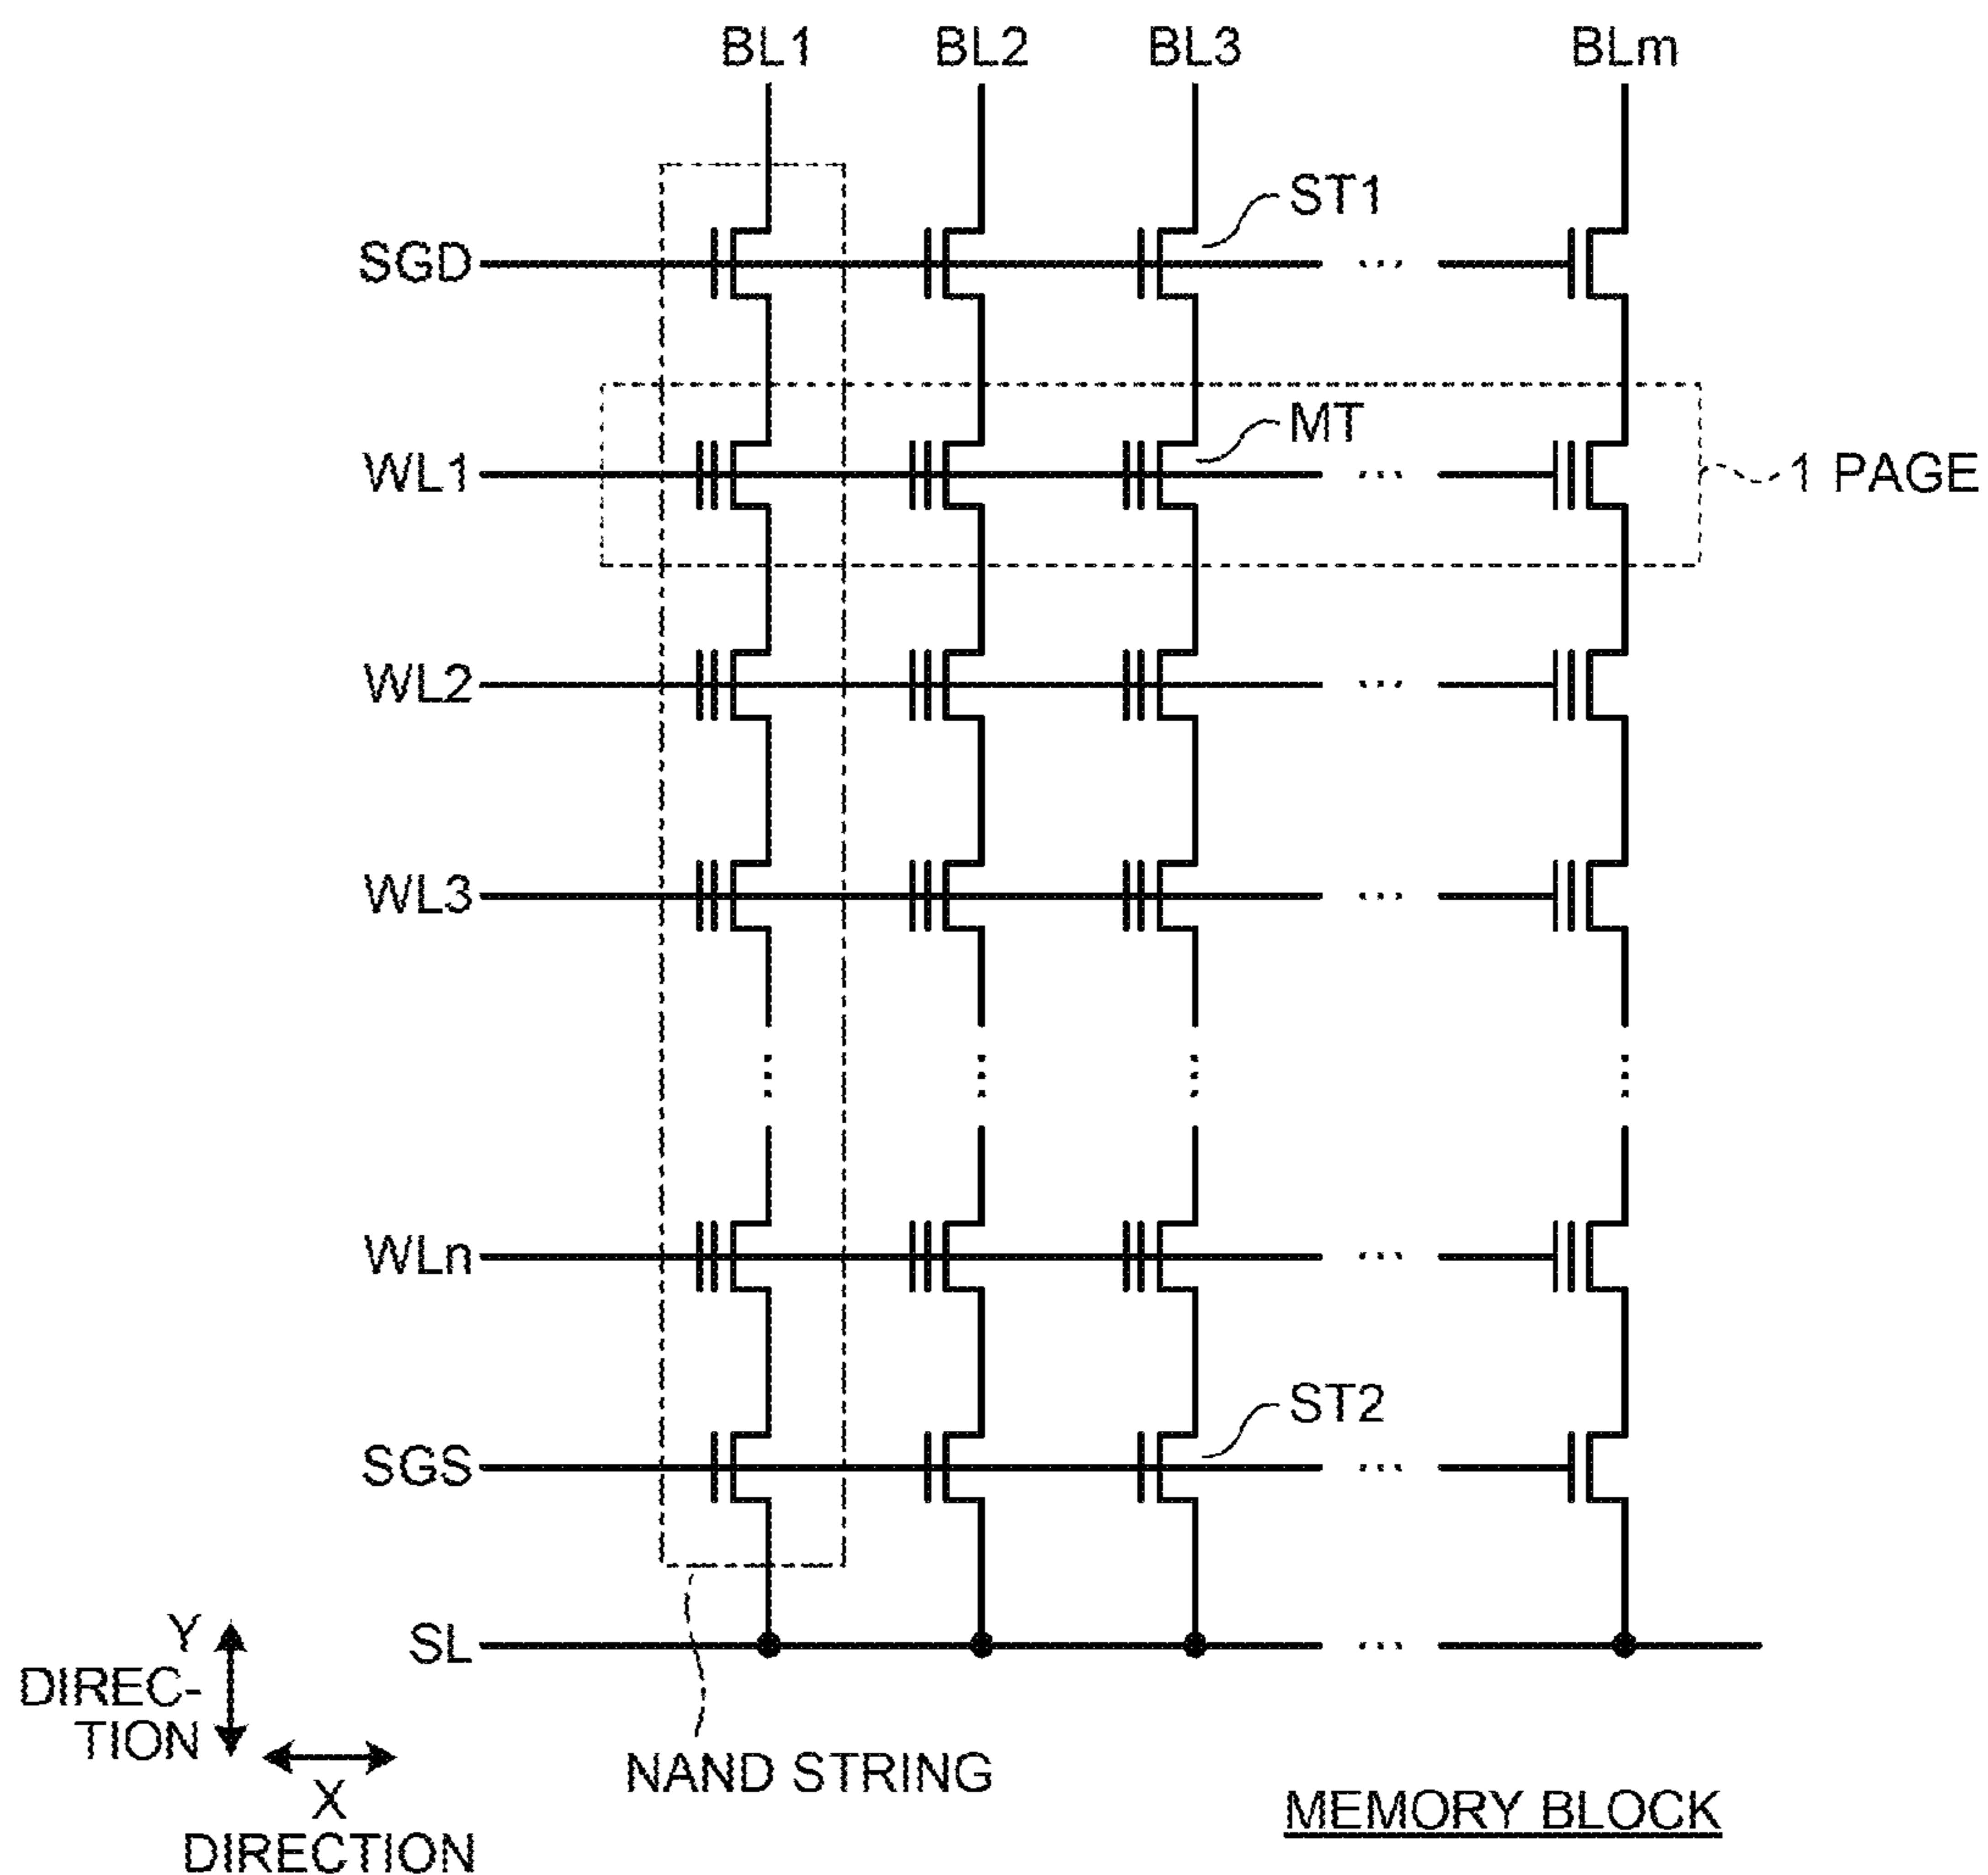 BL1 BL2 BL3 BLm
ST1
SGD
MT
WL1
1 PAGE
WL2
WL3
WLn
ST2
SGS
SL
Y
DIREC-
TION
X
DIRECTION
NAND STRING
MEMORY BLOCK